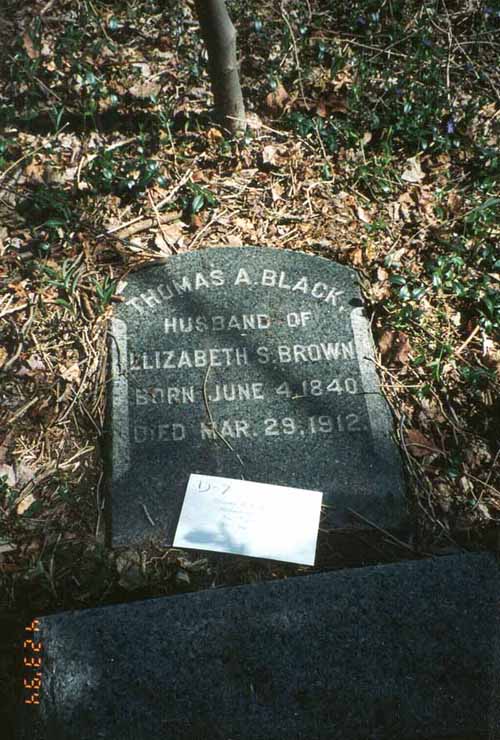 THOMAS A. BLACK,
HUSBAND OF
ELIZABETH S. BROWN
BORN JUNE 4, 1840
DIED MAR. 29, 1912.
D-7
4 23 '94